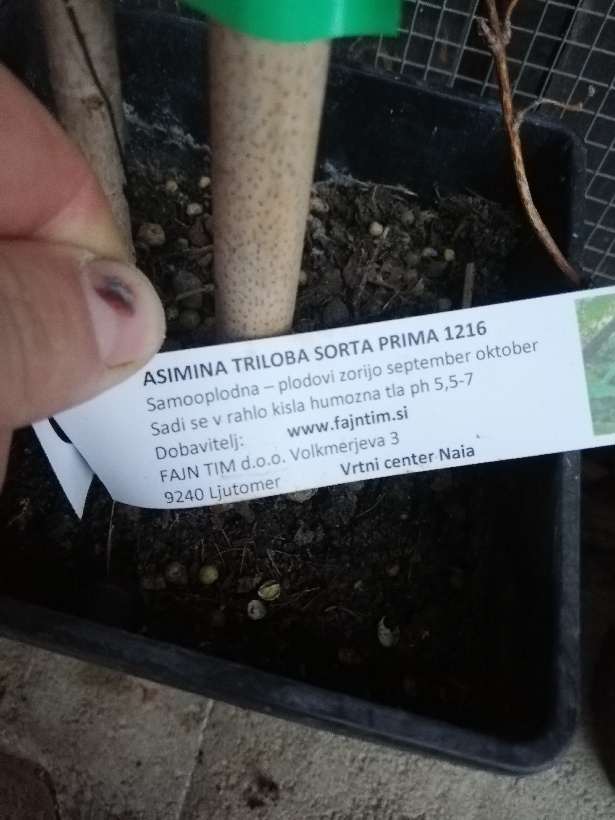 ASIMINA TRILOBA SORTA PRIMA 1216
Samooplodna – plodovi zorijo september oktober
Sadi se v rahlo kisla humozna tla ph 5,5-7
Dobavitelj: www.fajntim.si
FAJN TIM d.o.o. Volkmerjeva 3
9240 Ljutomer Vrtni center Naia